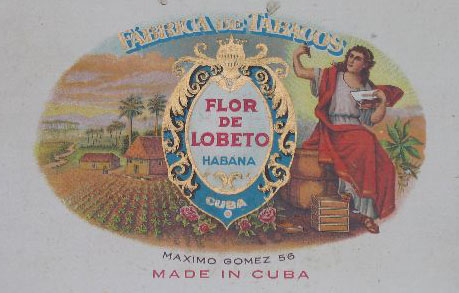 FABRICA DE TABACOS
FLOR
DE
LOBETO
HABANA
CUBA
MAXIMO GOMEZ 56
MADE IN CUBA